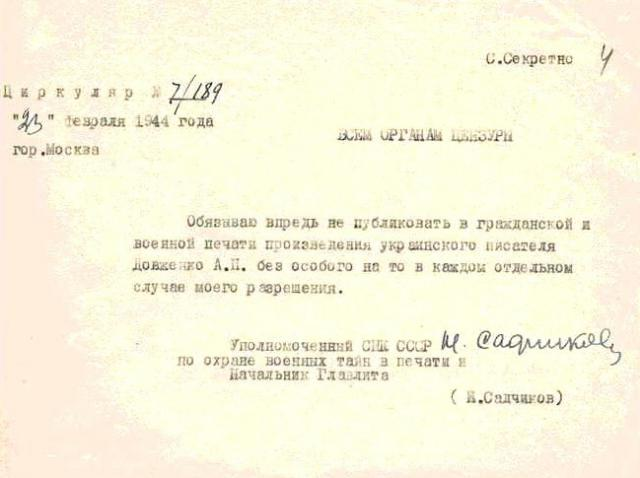 С.Секретно 4
Циркуляр № 7/189
"23" февраля 1944 года
гор.Москва
ВСЕМ ОРГАНАМ ЦЕНЗУРЫ
Обязываю впредь не публиковать в гражданской и
военной печати произведения украинского писателя
Довженко А.П. без особого на то в каждом отдельном
случае моего разрешения.
Уполномоченный СНК СССР Н. Садчиков
по охране военных тайн в печати и
Начальник Главлита
( Н.Садчиков)